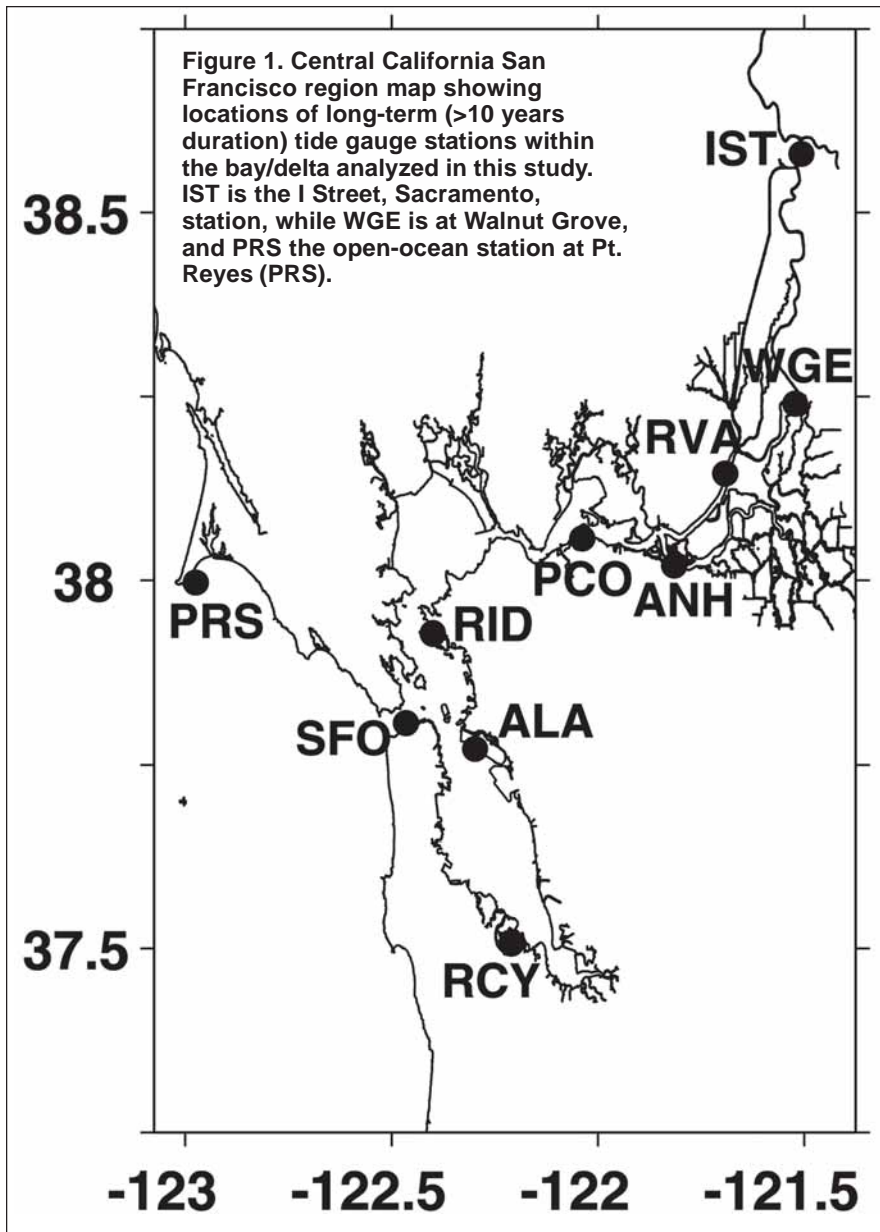 Figure 1. Central California San
Francisco region map showing
locations of long-term (>10 years
duration) tide gauge stations within
the bay/delta analyzed in this study.
IST is the I Street, Sacramento,
station, while WGE is at Walnut Grove,
and PRS the open-ocean station at Pt.
Reyes (PRS).
IST
38.5
WGE
RVA
38
PRS
PCO
ANH
RID
SFO
ALA
37.5
RCY
-123 -122.5 -122 -121.5